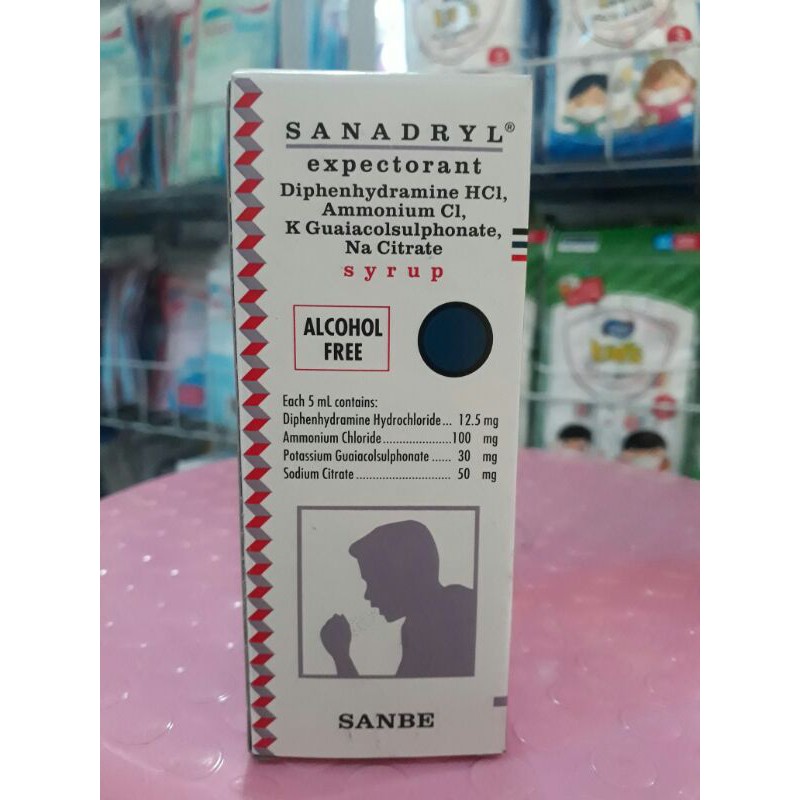 SANADRYL®
expectorant
Diphenhydramine HCl,
Ammonium Cl,
K Guaiacolsulphonate,
Na Citrate
syrup
ALCOHOL
FREE
Each 5 mL contains:
Diphenhydramine Hydrochloride... 12.5 mg
Ammonium Chloride.....................100 mg
Potassium Guaiacolsulphonate ...... 30 mg
Sodium Citrate............................. 50 mg
SANBE